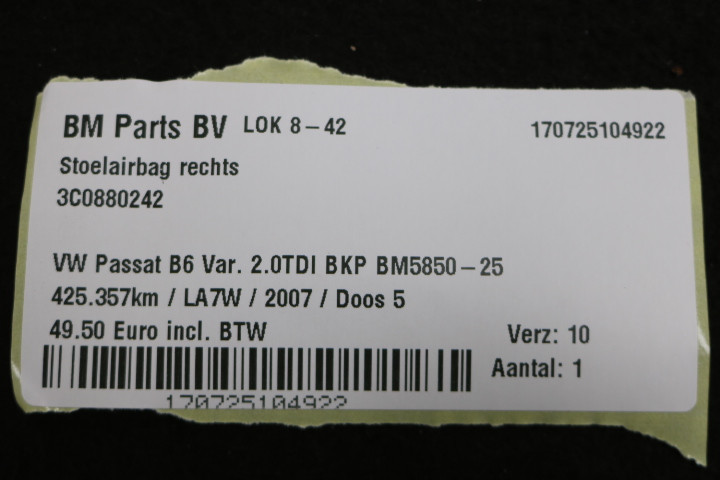 BM Parts BV LOK 8-42 170725104922
Stoelairbag rechts
3C0880242
VW Passat B6 Var. 2.0TDI BKP BM5850-25
425.357km / LA7W / 2007 / Doos 5
49.50 Euro incl. BTW Verz: 10
Aantal: 1
170725104922